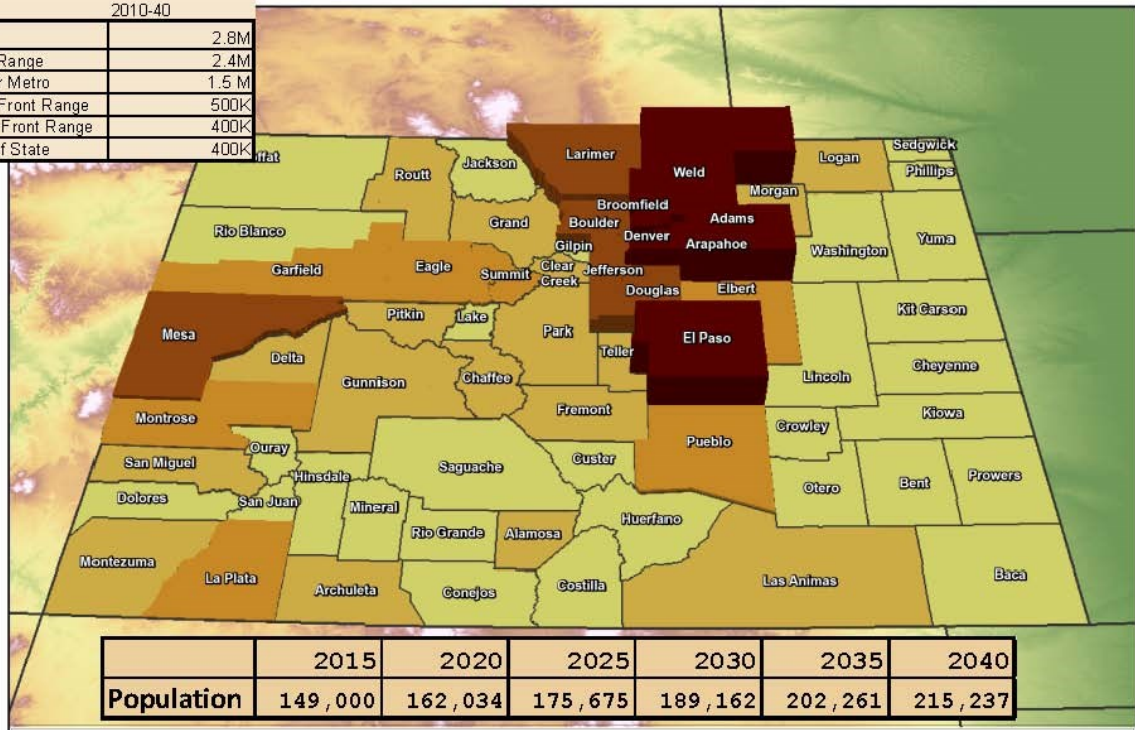 2010-40
2.8M
Range 2.4M
Metro 1.5 M
Front Range 500K
Front Range 400K
State 400K
Sedgwick
Larimer
Logan
Jackson
Phillips
Routt
Weld
Morgan
Broomfield
Grand
Boulder
Adams
Rio Blanco
Denver
Yuma
Gilpin
Arapahoe
Washington
Garfield
Eagle
Summit
Clear
Creek
Jefferson
Douglas
Elbert
Pitkin
Lake
Kit Carson
Mesa
Park
El Paso
Delta
Teller
Cheyenne
Gunnison
Chaffee
Lincoln
Montrose
Fremont
Kiowa
Crowley
Pueblo
Ouray
San Miguel
Saguache
Custer
Hinsdale
Prowers
Bent
Otero
Dolores
San Juan
Mineral
Huerfano
Rio Grande
Alamosa
Montezuma
La Plata
Las Animas
Baca
Archuleta
Conejos
Costilla
2015 2020 2025 2030 2035 2040
Population 149,000 162,034 175,675 189,162 202,261 215,237